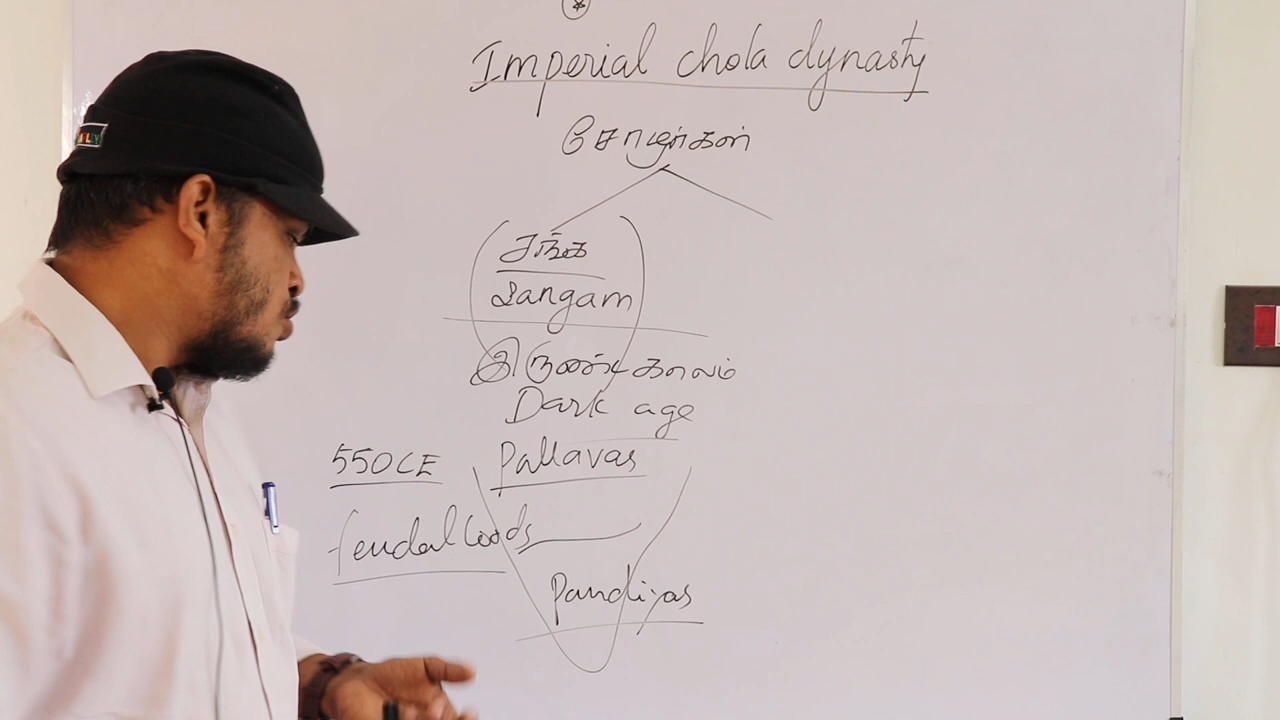 Imperial chola dynasty
சோழர்கள்
சங்க
Sangam
இருண்ட காலம்
Dark age
550CE Pallavas
feudal Lords
Pandiyas